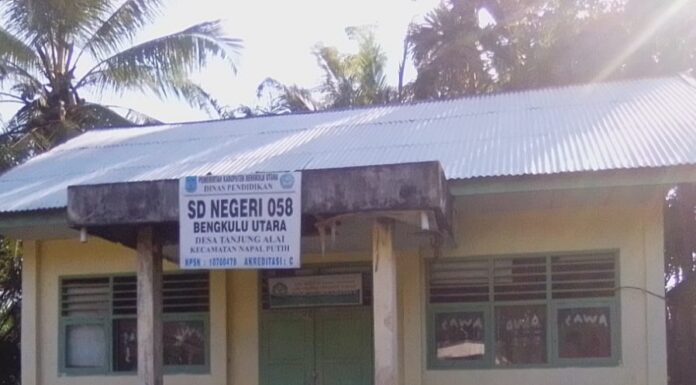 PEMERINTAH KABUPATEN BENGKULU UTARA
DINAS PENDIDIKAN
SD NEGERI 058
BENGKULU UTARA
DESA TANJUNG ALAI
KECAMATAN NAPAL PUTIH
NPSN : 10700478 AKREDITASI : C